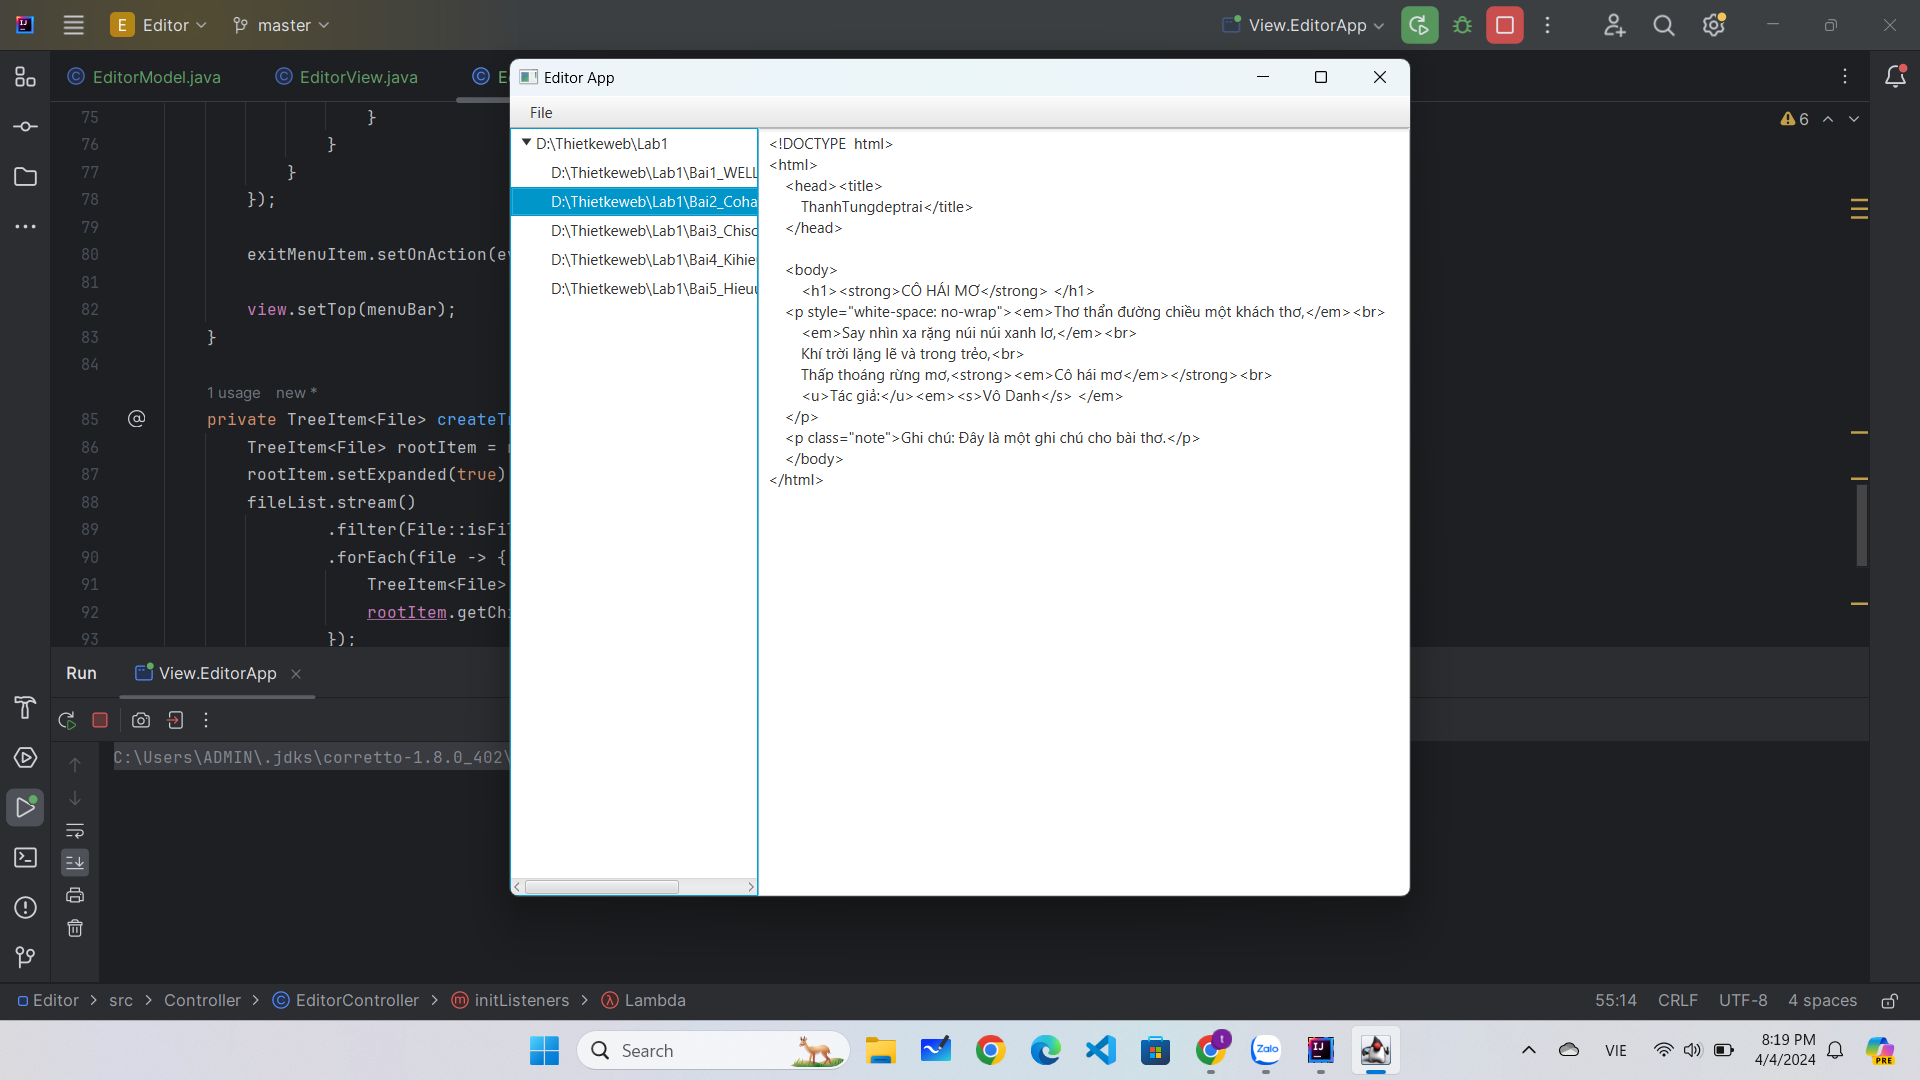 E Editor master View.EditorApp
EditorModel.java EditorView.java
Editor App
File
D:\Thietkeweb\Lab1
D:\Thietkeweb\Lab1\Bai1_WELL
D:\Thietkeweb\Lab1\Bai2_Coha
D:\Thietkeweb\Lab1\Bai3_Chisc
D:\Thietkeweb\Lab1\Bai4_Kihieu
D:\Thietkeweb\Lab1\Bai5_Hieuu
<!DOCTYPE html>
<html>
<head><title>
ThanhTungdeptrai</title>
</head>
<body>
<h1><strong>CÔ HÁI MƠ</strong> </h1>
<p style="white-space: no-wrap"><em>Thơ thẩn đường chiều một khách thơ,</em><br>
<em>Say nhìn xa rặng núi núi xanh lơ,</em><br>
Khí trời lặng lẽ và trong trẻo,<br>
Thấp thoáng rừng mơ,<strong><em>Cô hái mơ</em></strong><br>
<u>Tác giả:</u><em><s>Vô Danh</s> </em>
</p>
<p class="note">Ghi chú: Đây là một ghi chú cho bài thơ.</p>
</body>
</html>
6
75 }
76 }
77 }
78 });
79
80 exitMenuItem.setOnAction(e
81
82 view.setTop(menuBar);
83 }
84
1 usage new *
85 private TreeItem<File> createT
86 TreeItem<File> rootItem =
87 rootItem.setExpanded(true)
88 fileList.stream()
89 .filter(File::isFi
90 .forEach(file -> {
91 TreeItem<File>
92 rootItem.getCh
93 });
Run View.EditorApp
C:\Users\ADMIN\.jdks\corretto-1.8.0_402\
Editor > src > Controller > EditorController > initListeners > Lambda
55:14 CRLF UTF-8 4 spaces
Search
Zalo
VIE
8:19 PM
4/4/2024
PRE